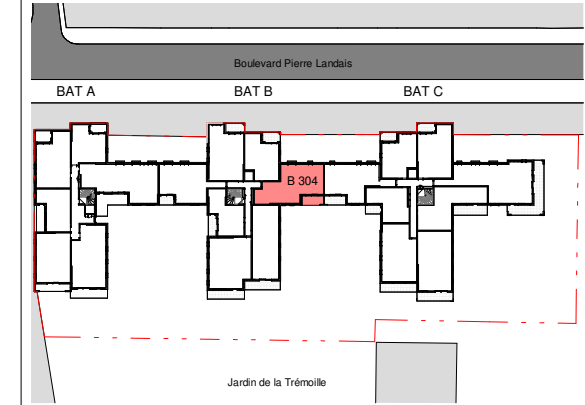 Boulevard Pierre Landais
BAT A
BAT B
BAT C
B 304
Jardin de la Trémoille